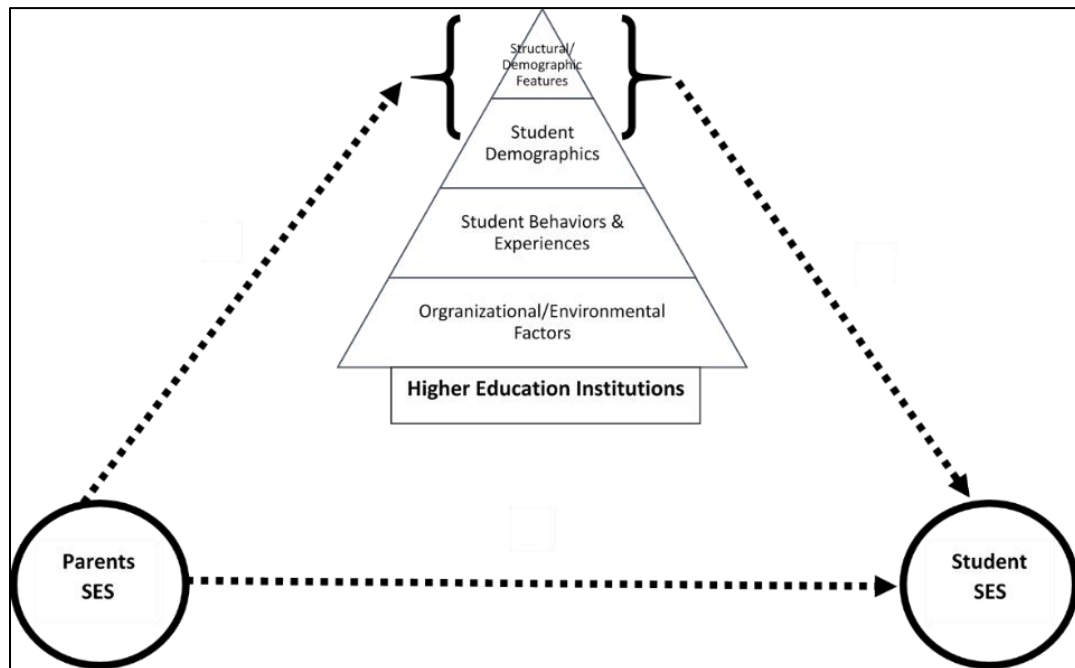 Structural/
Demographic
Features
Student
Demographics
Student Behaviors &
Experiences
Orgranizational/Environmental
Factors
Higher Education Institutions
Parents
SES
Student
SES